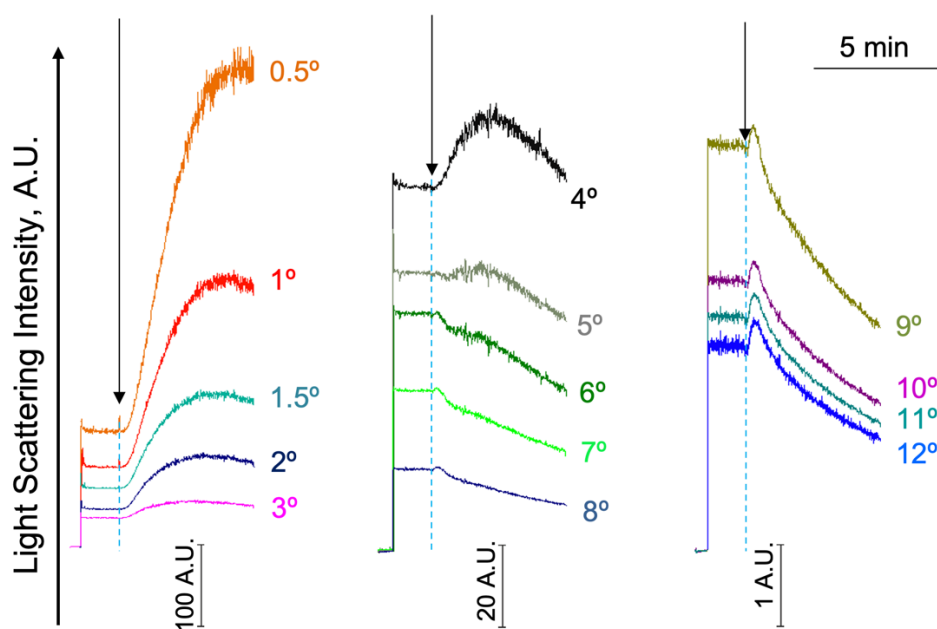 Light Scattering Intensity, A.U.
0.5º
1º
1.5º
2º
3º
100 A.U.
4º
5º
6º
7º
8º
20 A.U.
5 min
9º
10º
11º
12º
1 A.U.